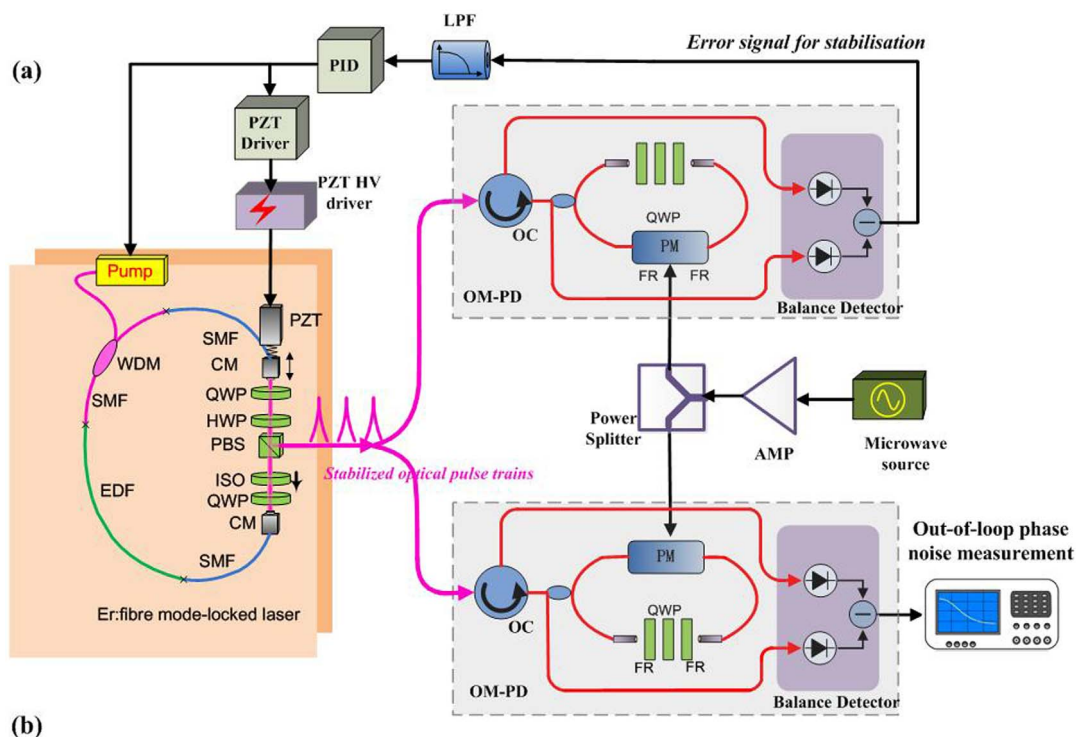 LPF
Error signal for stabilisation
(a)
PID
PZT
Driver
PZT HV
driver
QWP
OC
PM
FR FR
OM-PD
Balance Detector
Pump
PZT
SMF
CM
WDM
QWP
SMF
HWP
PBS
Stabilized optical pulse trains
ISO
EDF
QWP
CM
SMF
Er:fibre mode-locked laser
Power
Splitter
AMP
Microwave
source
PM
Out-of-loop phase
noise measurement
OC
QWP
FR FR
OM-PD
Balance Detector
(b)